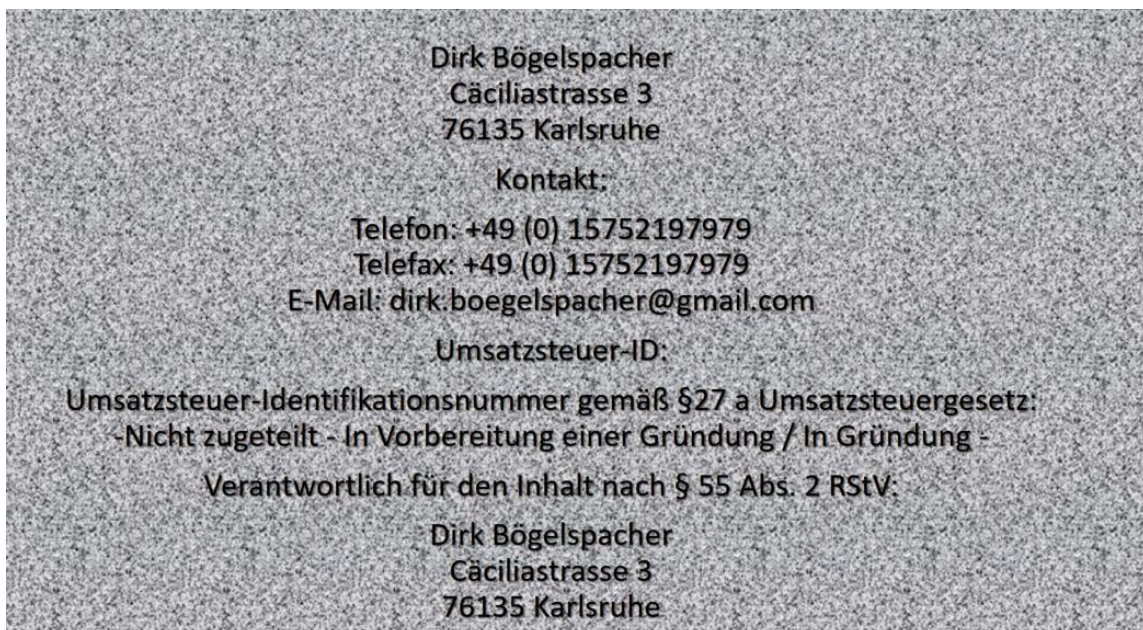 Dirk Bögelspacher
Cäciliastrasse 3
76135 Karlsruhe
Kontakt:
Telefon: +49 (0) 15752197979
Telefax: +49 (0) 15752197979
E-Mail: dirk.boegelspacher@gmail.com
Umsatzsteuer-ID:
Umsatzsteuer-Identifikationsnummer gemäß §27 a Umsatzsteuergesetz:
-Nicht zugeteilt - In Vorbereitung einer Gründung / In Gründung -
Verantwortlich für den Inhalt nach § 55 Abs. 2 RStV:
Dirk Bögelspacher
Cäciliastrasse 3
76135 Karlsruhe